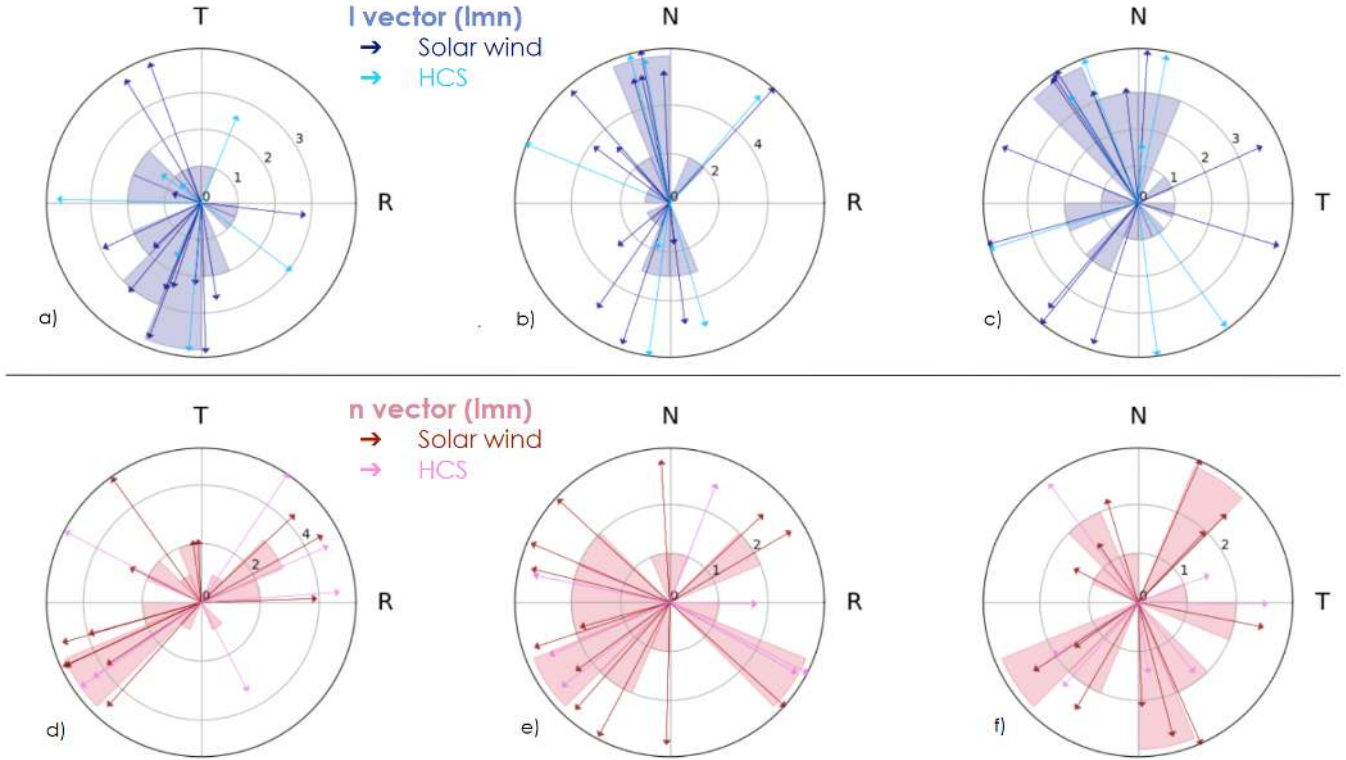 T
N
N
l vector (lmn)
→ Solar wind
→ HCS
3
2
1
0
R
a)
4
2
0
R
b)
3
2
1
0
T
c)
T
N
N
n vector (lmn)
→ Solar wind
→ HCS
4
2
0
R
d)
2
1
0
R
e)
2
1
0
T
f)